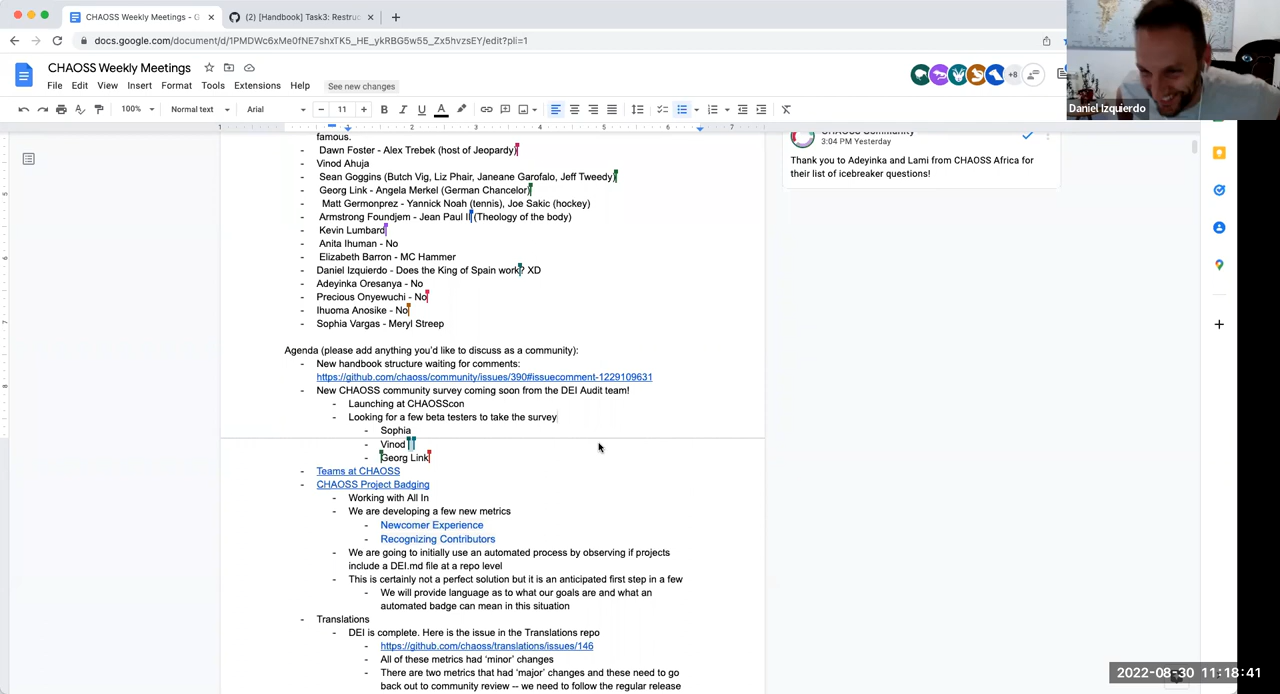 CHAOSS Weekly Meetings - G
(2) [Handbook] Task3: Restruc
docs.google.com/document/d/1PMDWc6xMe0fNE7shxTK5_HE_ykRBG5w55_Zx5hvzsEY/edit?pli=1
CHAOSS Weekly Meetings
File Edit View Insert Format Tools Extensions Help
See new changes
+8
100% Normal text Arial 11
Daniel Izquierdo
1 2 3 4 5 6 7
famous.
- Dawn Foster - Alex Trebek (host of Jeopardy)
- Vinod Ahuja
- Sean Goggins (Butch Vig, Liz Phair, Janeane Garofalo, Jeff Tweedy)
- Georg Link - Angela Merkel (German Chancelor)
- Matt Germonprez - Yannick Noah (tennis), Joe Sakic (hockey)
- Armstrong Foundjem - Jean Paul II (Theology of the body)
- Kevin Lumbard
- Anita Ihuman - No
- Elizabeth Barron - MC Hammer
- Daniel Izquierdo - Does the King of Spain work? XD
- Adeyinka Oresanya - No
- Precious Onyewuchi - No
- Ihuoma Anosike - No
- Sophia Vargas - Meryl Streep
CHAOSS Community
3:04 PM Yesterday
Thank you to Adeyinka and Lami from CHAOSS Africa for
their list of icebreaker questions!
Agenda (please add anything you'd like to discuss as a community):
- New handbook structure waiting for comments:
https://github.com/chaoss/community/issues/390#issuecomment-1229109631
- New CHAOSS community survey coming soon from the DEI Audit team!
- Launching at CHAOSScon
- Looking for a few beta testers to take the survey
- Sophia
- Vinod
- Georg Link
- Teams at CHAOSS
- CHAOSS Project Badging
- Working with All In
- We are developing a few new metrics
- Newcomer Experience
- Recognizing Contributors
- We are going to initially use an automated process by observing if projects
include a DEI.md file at a repo level
- This is certainly not a perfect solution but it is an anticipated first step in a few
- We will provide language as to what our goals are and what an
automated badge can mean in this situation
- Translations
- DEI is complete. Here is the issue in the Translations repo
- https://github.com/chaoss/translations/issues/146
- All of these metrics had 'minor' changes
- There are two metrics that had 'major' changes and these need to go
back out to community review -- we need to follow the regular release
2022-08-30 11:18:41